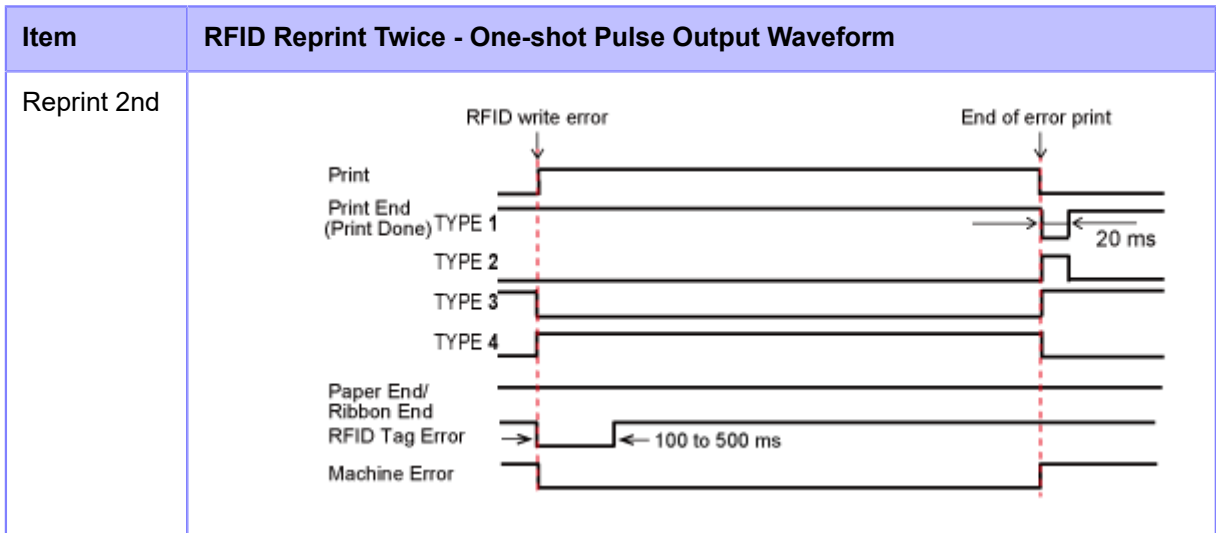 Item
RFID Reprint Twice - One-shot Pulse Output Waveform
Reprint 2nd
RFID write error
End of error print
Print
Print End
(Print Done) TYPE 1
20 ms
TYPE 2
TYPE 3
TYPE 4
Paper End/
Ribbon End
RFID Tag Error
100 to 500 ms
Machine Error